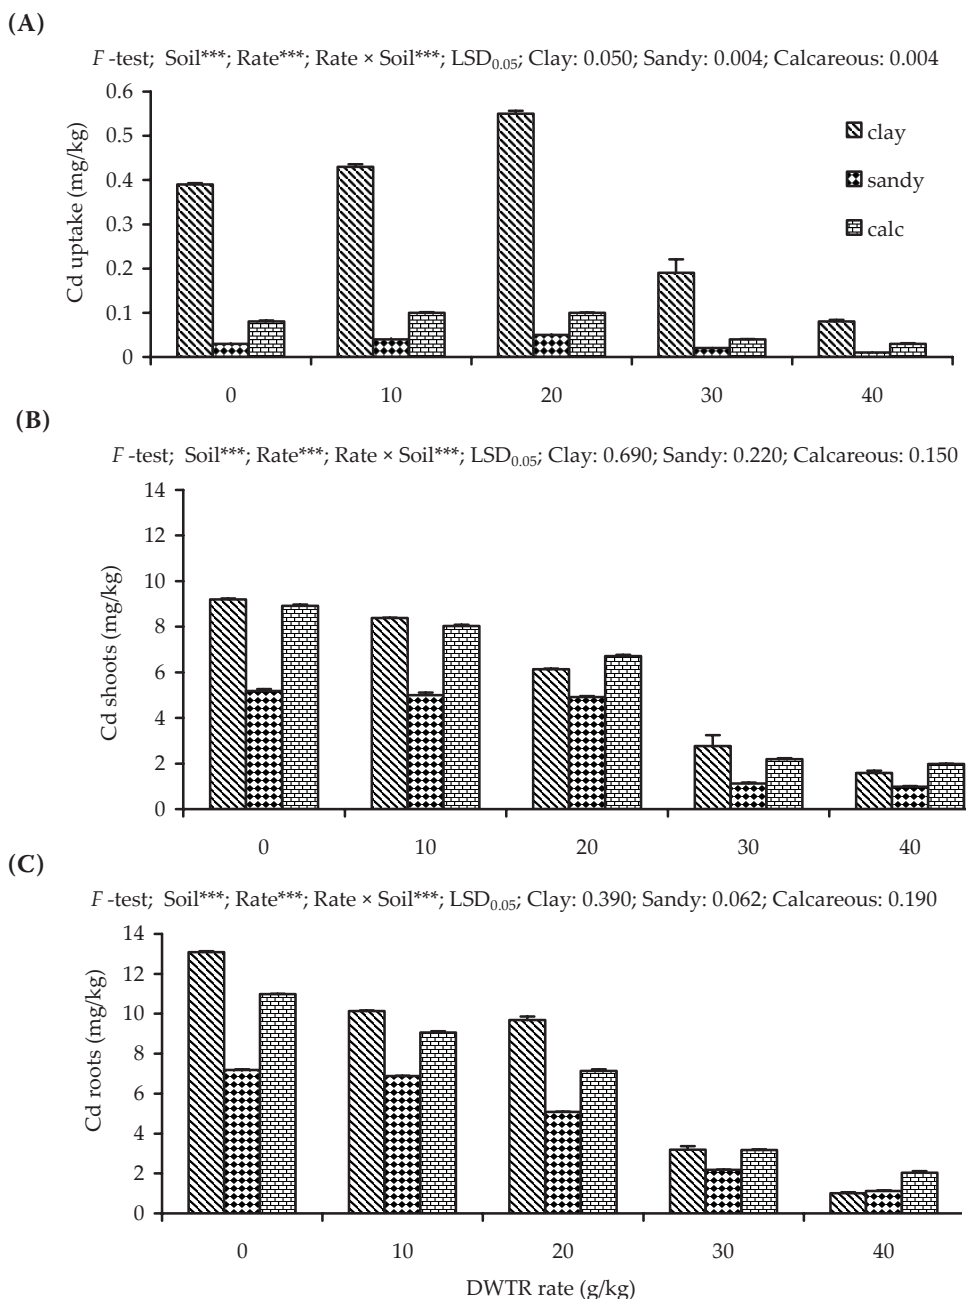 (A)
F -test; Soil***; Rate***; Rate × Soil***; LSD0.05; Clay: 0.050; Sandy: 0.004; Calcareous: 0.004
Cd uptake (mg/kg)
0.6
0.5
0.4
0.3
0.2
0.1
0
clay
sandy
calc
0 10 20 30 40
(B)
F -test; Soil***; Rate***; Rate × Soil***; LSD0.05; Clay: 0.690; Sandy: 0.220; Calcareous: 0.150
Cd shoots (mg/kg)
14
12
10
8
6
4
2
0
0 10 20 30 40
(C)
F -test; Soil***; Rate***; Rate × Soil***; LSD0.05; Clay: 0.390; Sandy: 0.062; Calcareous: 0.190
Cd roots (mg/kg)
14
12
10
8
6
4
2
0
0 10 20 30 40
DWTR rate (g/kg)